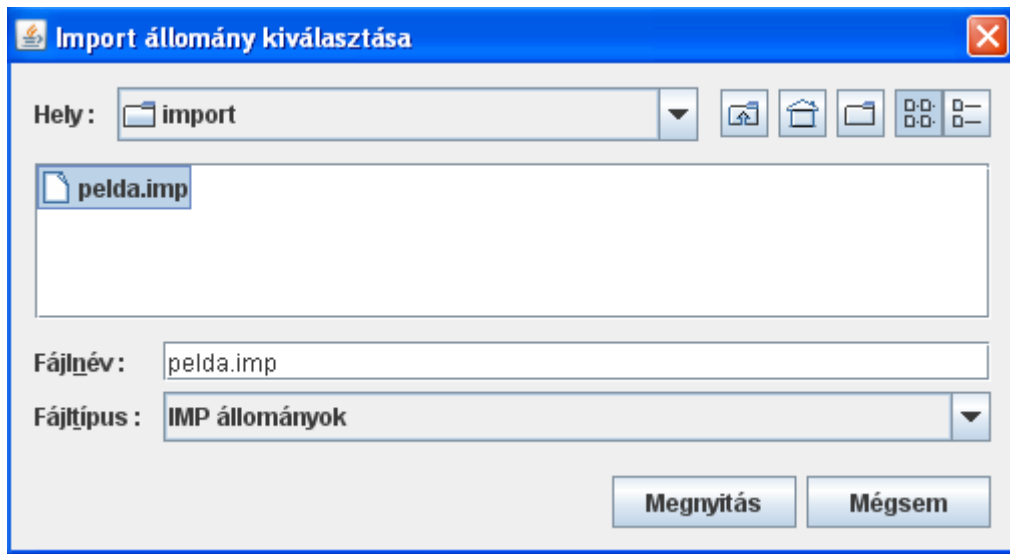 Import állomány kiválasztása
Hely: import
pelda.imp
Fájlnév: pelda.imp
Fájltípus: IMP állományok
Megnyitás Mégsem